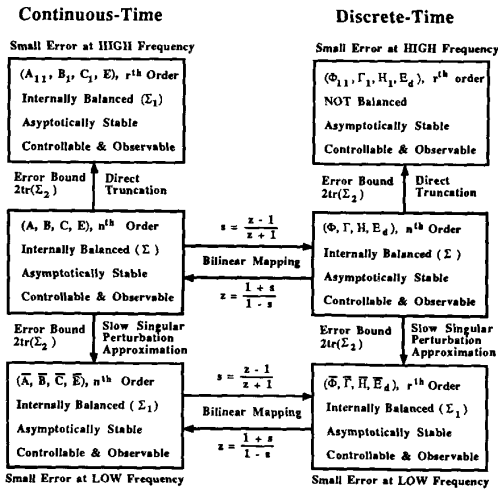 Continuous-Time
Discrete-Time
Small Error at HIGH Frequency
Small Error at HIGH Frequency
(A₁₁, B₁, C₁, E), rᵗʰ Order
Internally Balanced (Σ₁)
Asyptotically Stable
Controllable & Observable
(Φ₁₁, Γ₁, H₁, E_d), rᵗʰ order
NOT Balanced
Asymptotically Stable
Controllable & Observable
Error Bound
2tr(Σ₂)
Direct
Truncation
Error Bound
2tr(Σ₂)
Direct
Truncation
(A, B, C, E), nᵗʰ Order
Internally Balanced (Σ)
Asymptotically Stable
Controllable & Observable
s = (z - 1)/(z + 1)
Bilinear Mapping
z = (1 + s)/(1 - s)
(Φ, Γ, H, E_d), nᵗʰ Order
Internally Balanced (Σ)
Asymptotically Stable
Controllable & Observable
Error Bound
2tr(Σ₂)
Slow Singular
Perturbation
Approximation
Error Bound
2tr(Σ₂)
Slow Singular
Perturbation
Approximation
(A̅, B̅, C̅, E̅), nᵗʰ Order
Internally Balanced (Σ₁)
Asymptotically Stable
Controllable & Observable
s = (z - 1)/(z + 1)
Bilinear Mapping
z = (1 + s)/(1 - s)
(Φ̅, Γ̅, H̅, E̅_d), rᵗʰ Order
Internally Balanced (Σ₁)
Asymptotically Stable
Controllable & Observable
Small Error at LOW Frequency
Small Error at LOW Frequency